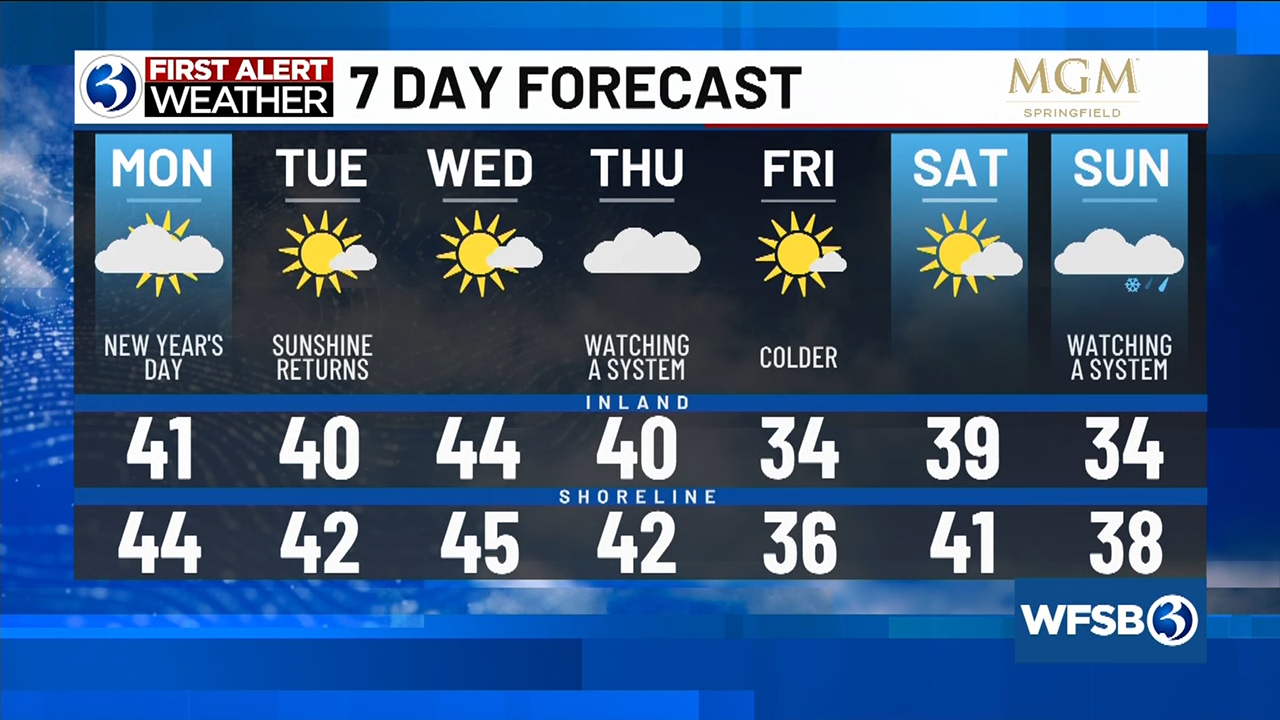 3 FIRST ALERT
WEATHER
7 DAY FORECAST
MGM
SPRINGFIELD
MON TUE WED THU FRI SAT SUN
NEW YEAR'S SUNSHINE WATCHING COLDER WATCHING
DAY RETURNS A SYSTEM A SYSTEM
INLAND
41 40 44 40 34 39 34
SHORELINE
44 42 45 42 36 41 38
WFSB 3